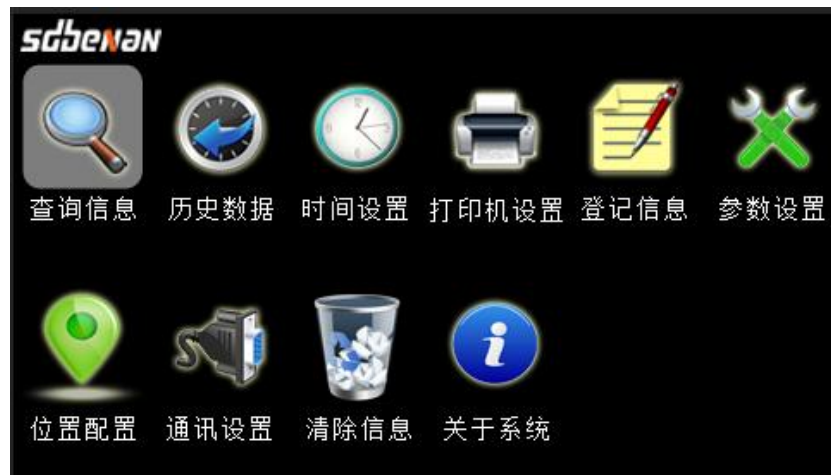 sdbenan
查询信息 历史数据 时间设置 打印机设置 登记信息 参数设置
位置配置 通讯设置 清除信息 关于系统